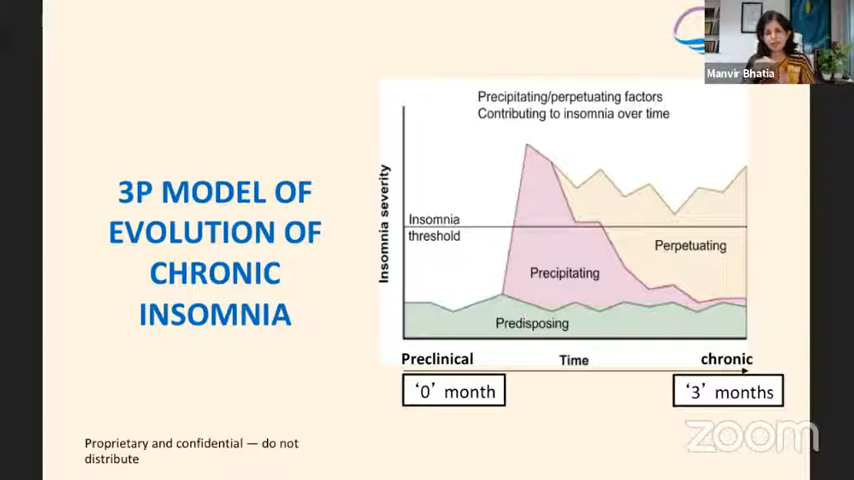 Manvir Bhatia
Precipitating/perpetuating factors
Contributing to insomnia over time
3P MODEL OF
EVOLUTION OF
CHRONIC
INSOMNIA
Insomnia severity
Insomnia
threshold
Perpetuating
Precipitating
Predisposing
Preclinical
Time
chronic
‘0’ month
‘3’ months
Proprietary and confidential — do not
distribute
zoom